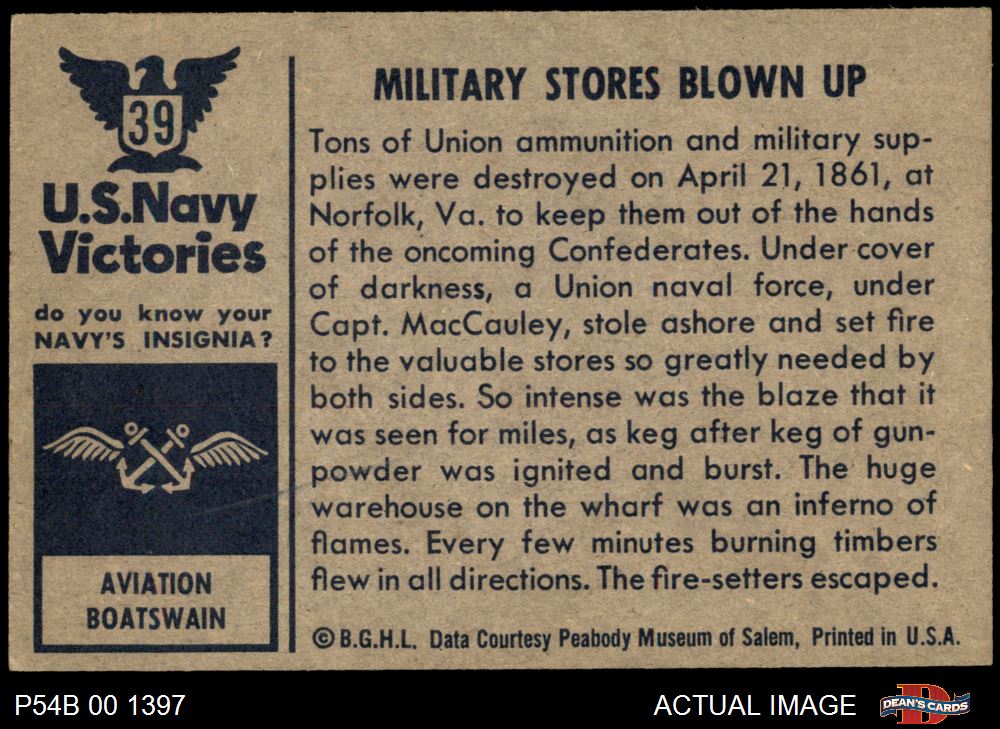 39
U.S.Navy
Victories
do you know your
NAVY'S INSIGNIA?
AVIATION
BOATSWAIN
MILITARY STORES BLOWN UP
Tons of Union ammunition and military sup-
plies were destroyed on April 21, 1861, at
Norfolk, Va. to keep them out of the hands
of the oncoming Confederates. Under cover
of darkness, a Union naval force, under
Capt. MacCauley, stole ashore and set fire
to the valuable stores so greatly needed by
both sides. So intense was the blaze that it
was seen for miles, as keg after keg of gun-
powder was ignited and burst. The huge
warehouse on the wharf was an inferno of
flames. Every few minutes burning timbers
flew in all directions. The fire-setters escaped.
© B.G.H.L. Data Courtesy Peabody Museum of Salem, Printed in U.S.A.
P54B 00 1397
ACTUAL IMAGE
D
DEAN'S CARDS